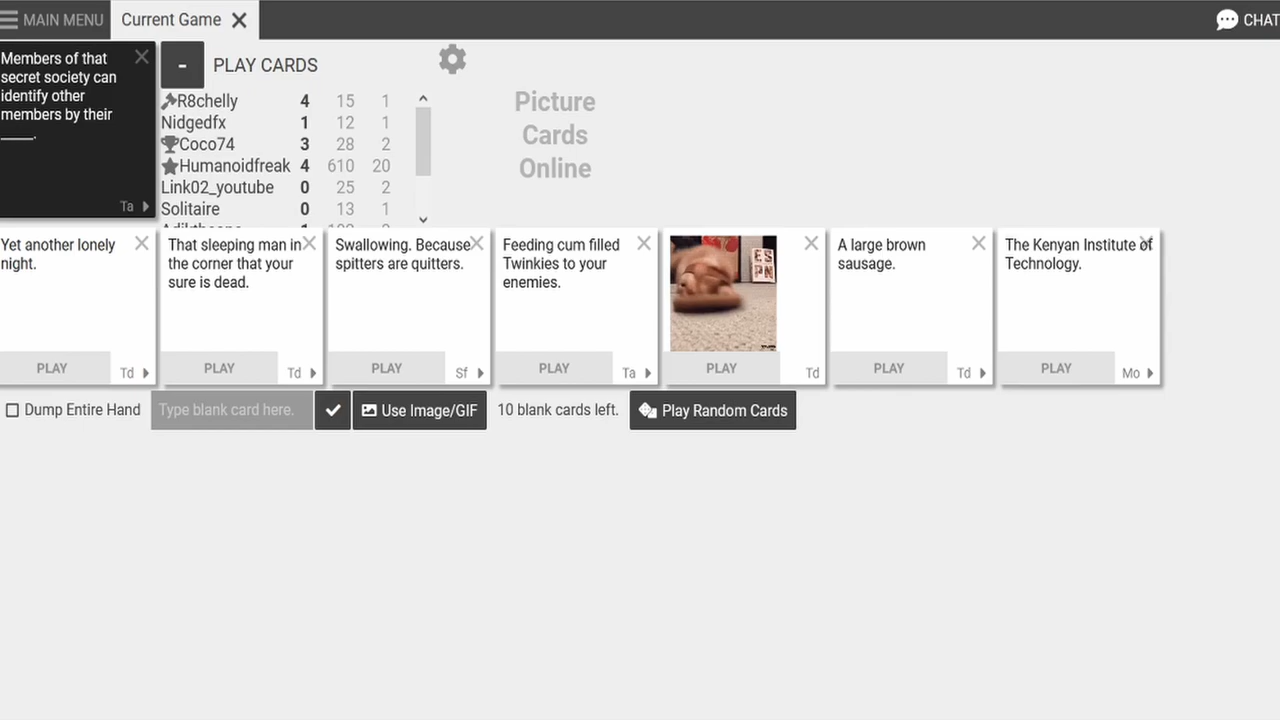 MAIN MENU
Current Game
CHAT
Members of that
secret society can
identify other
members by their
____.
Ta
-
PLAY CARDS
R8chelly 4 15 1
Nidgedfx 1 12 1
Coco74 3 28 2
Humanoidfreak 4 610 20
Link02_youtube 0 25 2
Solitaire 0 13 1
Picture
Cards
Online
Yet another lonely
night.
PLAY
Td
That sleeping man in
the corner that your
sure is dead.
PLAY
Td
Swallowing. Because
spitters are quitters.
PLAY
Sf
Feeding cum filled
Twinkies to your
enemies.
PLAY
Ta
ES
PN
PLAY
Td
A large brown
sausage.
PLAY
Td
The Kenyan Institute of
Technology.
PLAY
Mo
Dump Entire Hand
Type blank card here.
Use Image/GIF
10 blank cards left.
Play Random Cards